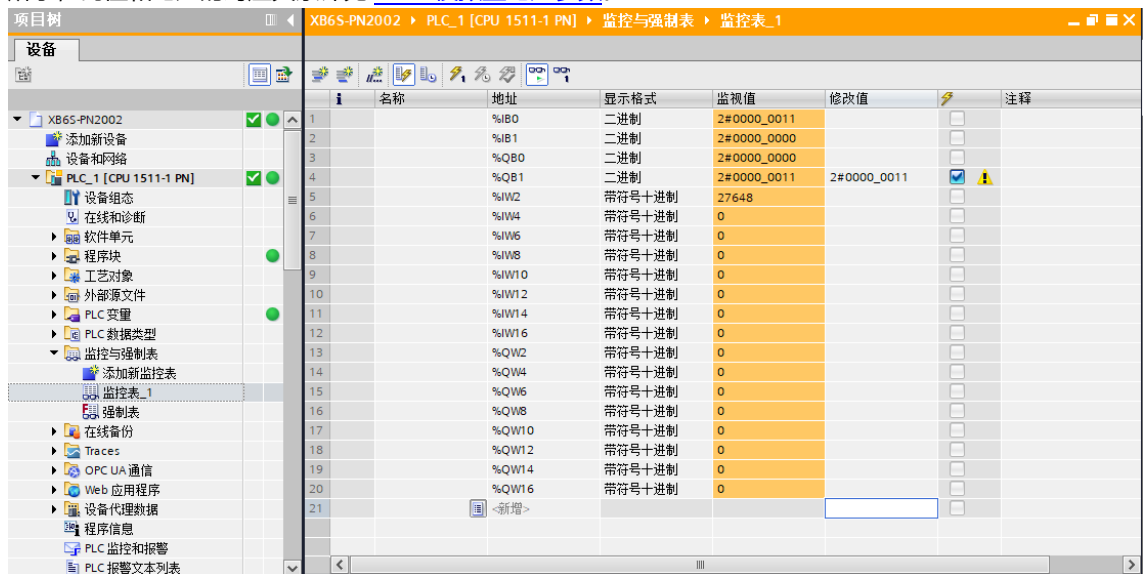 项目树
XB6S-PN2002 ▸ PLC_1 [CPU 1511-1 PN] ▸ 监控与强制表 ▸ 监控表_1
设备
i 名称 地址 显示格式 监视值 修改值 注释
1 %IB0 二进制 2#0000_0011
2 %IB1 二进制 2#0000_0000
3 %QB0 二进制 2#0000_0000
4 %QB1 二进制 2#0000_0011 2#0000_0011
5 %IW2 带符号十进制 27648
6 %IW4 带符号十进制 0
7 %IW6 带符号十进制 0
8 %IW8 带符号十进制 0
9 %IW10 带符号十进制 0
10 %IW12 带符号十进制 0
11 %IW14 带符号十进制 0
12 %IW16 带符号十进制 0
13 %QW2 带符号十进制 0
14 %QW4 带符号十进制 0
15 %QW6 带符号十进制 0
16 %QW8 带符号十进制 0
17 %QW10 带符号十进制 0
18 %QW12 带符号十进制 0
19 %QW14 带符号十进制 0
20 %QW16 带符号十进制 0
21 <新增>
XB6S-PN2002
添加新设备
设备和网络
PLC_1 [CPU 1511-1 PN]
设备组态
在线和诊断
软件单元
程序块
工艺对象
外部源文件
PLC 变量
PLC 数据类型
监控与强制表
添加新监控表
监控表_1
强制表
在线备份
Traces
OPC UA 通信
Web 应用程序
设备代理数据
程序信息
PLC 监控和报警
PLC 报警文本列表